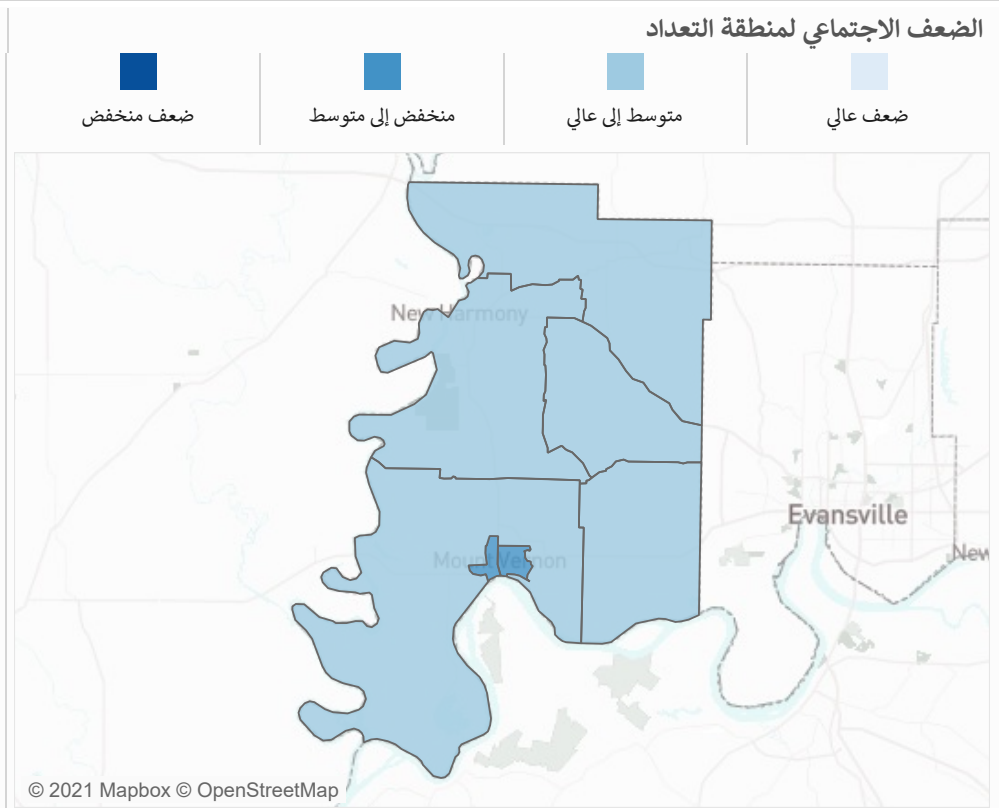 الضعف الاجتماعي لمنطقة التعداد
ضعف عالي
متوسط إلى عالي
منخفض إلى متوسط
ضعف منخفض
New Harmony
Evansville
Mount Vernon
New
© 2021 Mapbox © OpenStreetMap